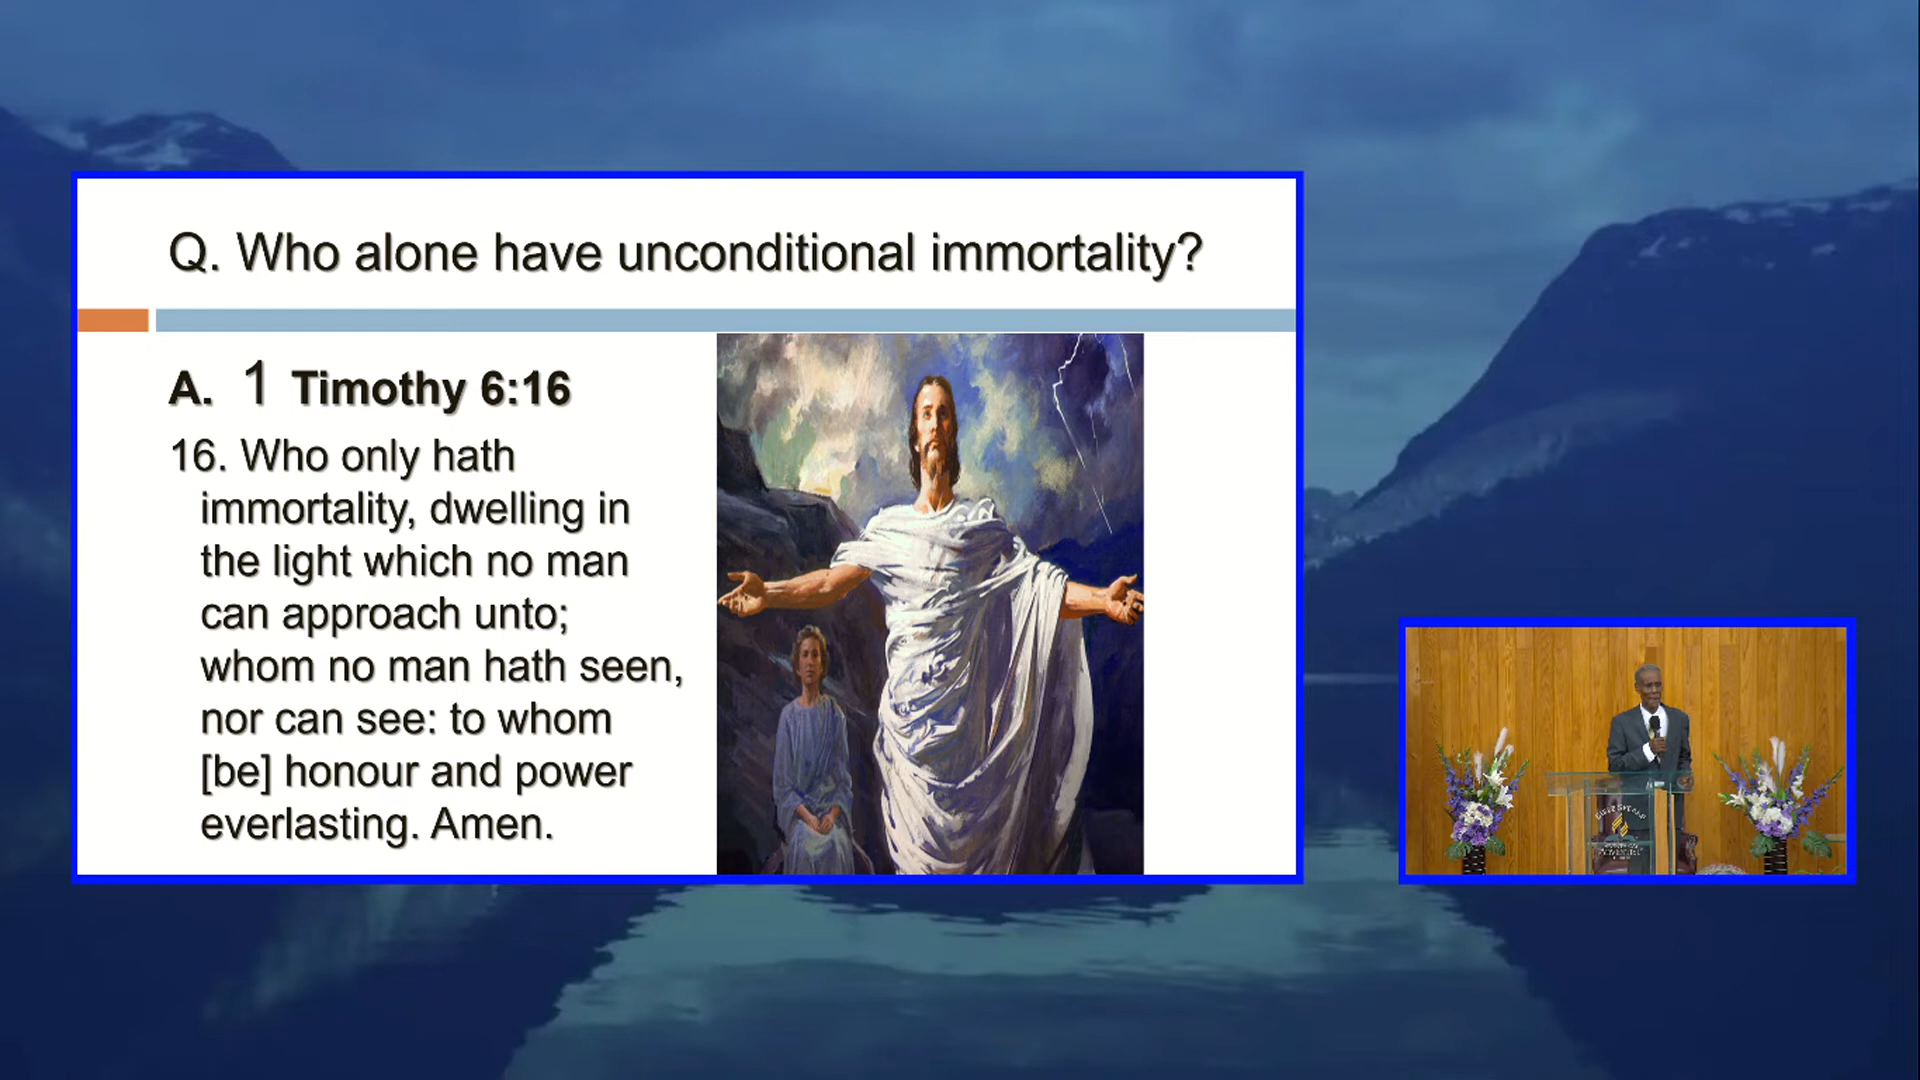 Q. Who alone have unconditional immortality?
A. 1 Timothy 6:16
16. Who only hath
immortality, dwelling in
the light which no man
can approach unto;
whom no man hath seen,
nor can see: to whom
[be] honour and power
everlasting. Amen.